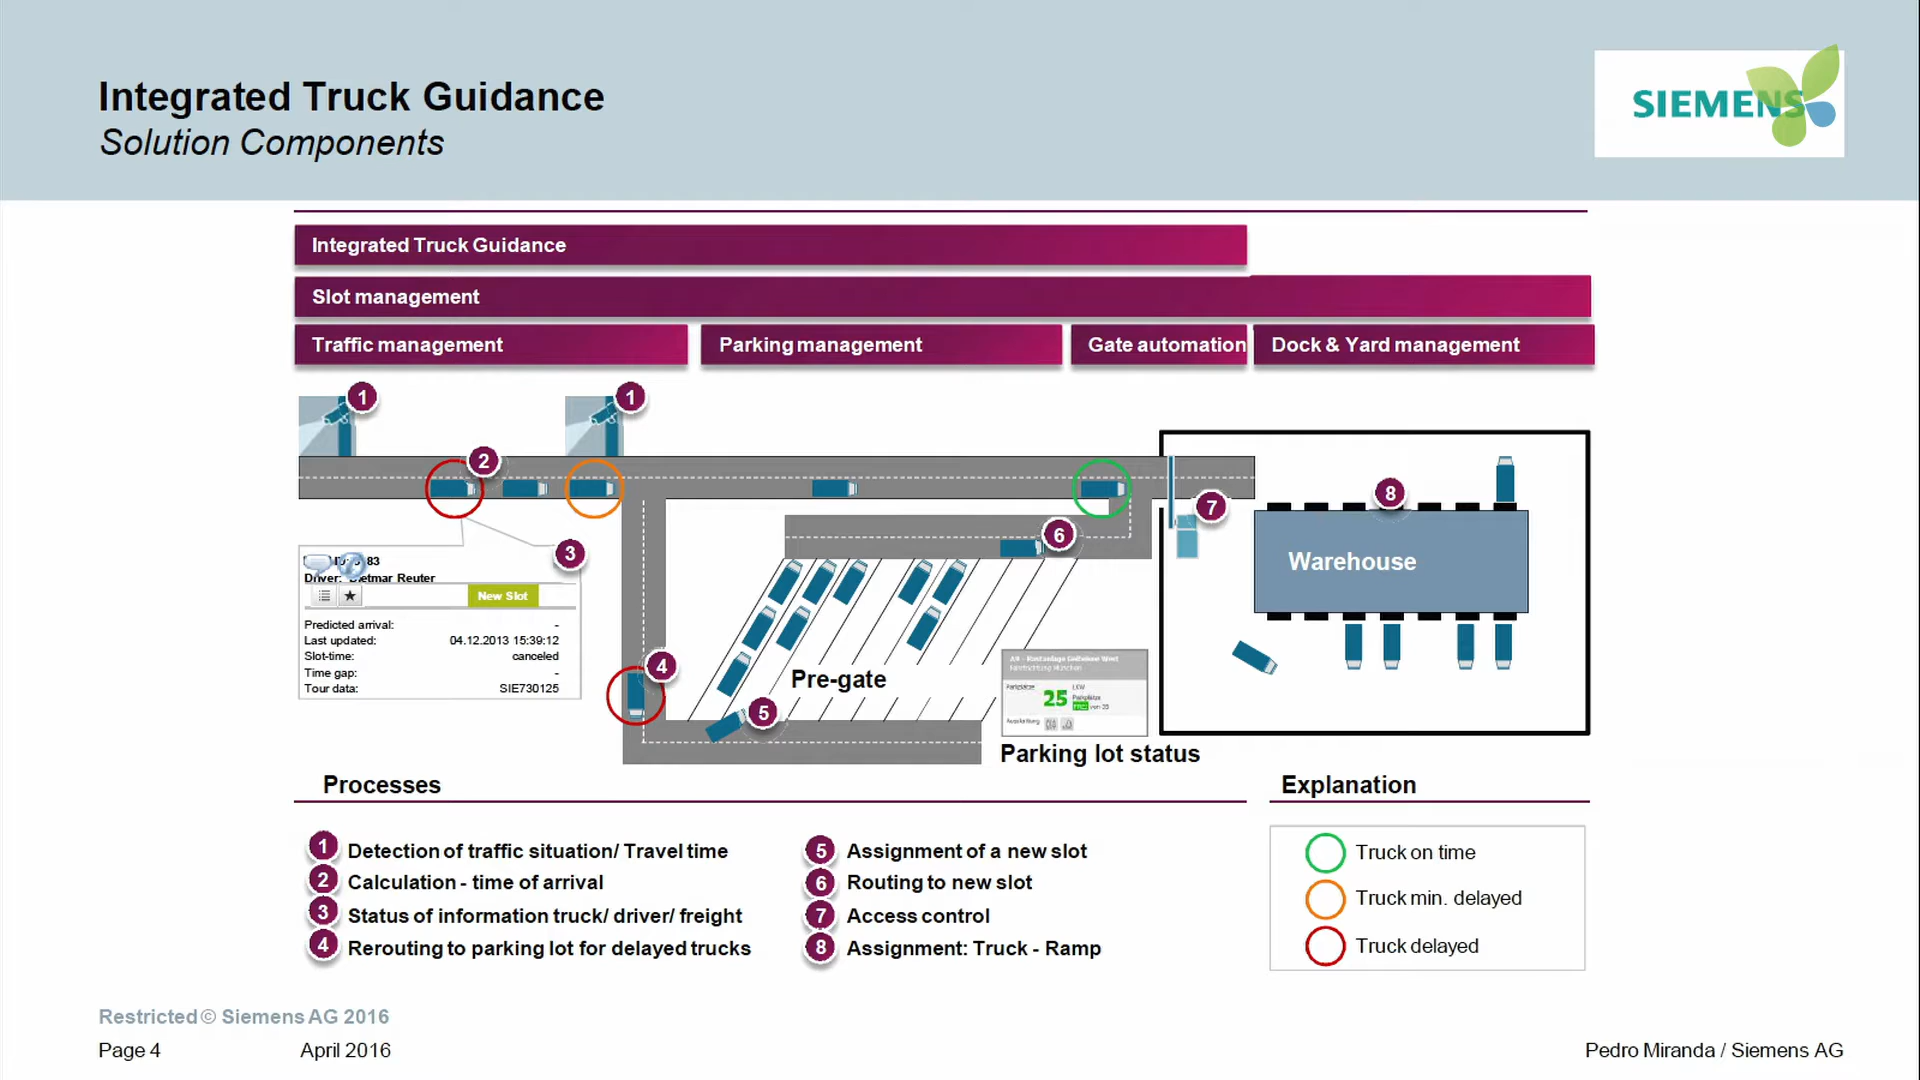 Integrated Truck Guidance
Solution Components
SIEMENS
Integrated Truck Guidance
Slot management
Traffic management
Parking management
Gate automation
Dock & Yard management
1
1
2
3
4
5
6
7
8
83
Driver: Dietmar Reuter
New Slot
Predicted arrival: -
Last updated: 04.12.2013 15:39:12
Slot-time: canceled
Time gap: -
Tour data: SIE730125
Pre-gate
Warehouse
25
LKW
Parkplätze
von
Parking lot status
Processes
1 Detection of traffic situation/ Travel time
2 Calculation - time of arrival
3 Status of information truck/ driver/ freight
4 Rerouting to parking lot for delayed trucks
5 Assignment of a new slot
6 Routing to new slot
7 Access control
8 Assignment: Truck - Ramp
Explanation
Truck on time
Truck min. delayed
Truck delayed
Restricted © Siemens AG 2016
Page 4
April 2016
Pedro Miranda / Siemens AG